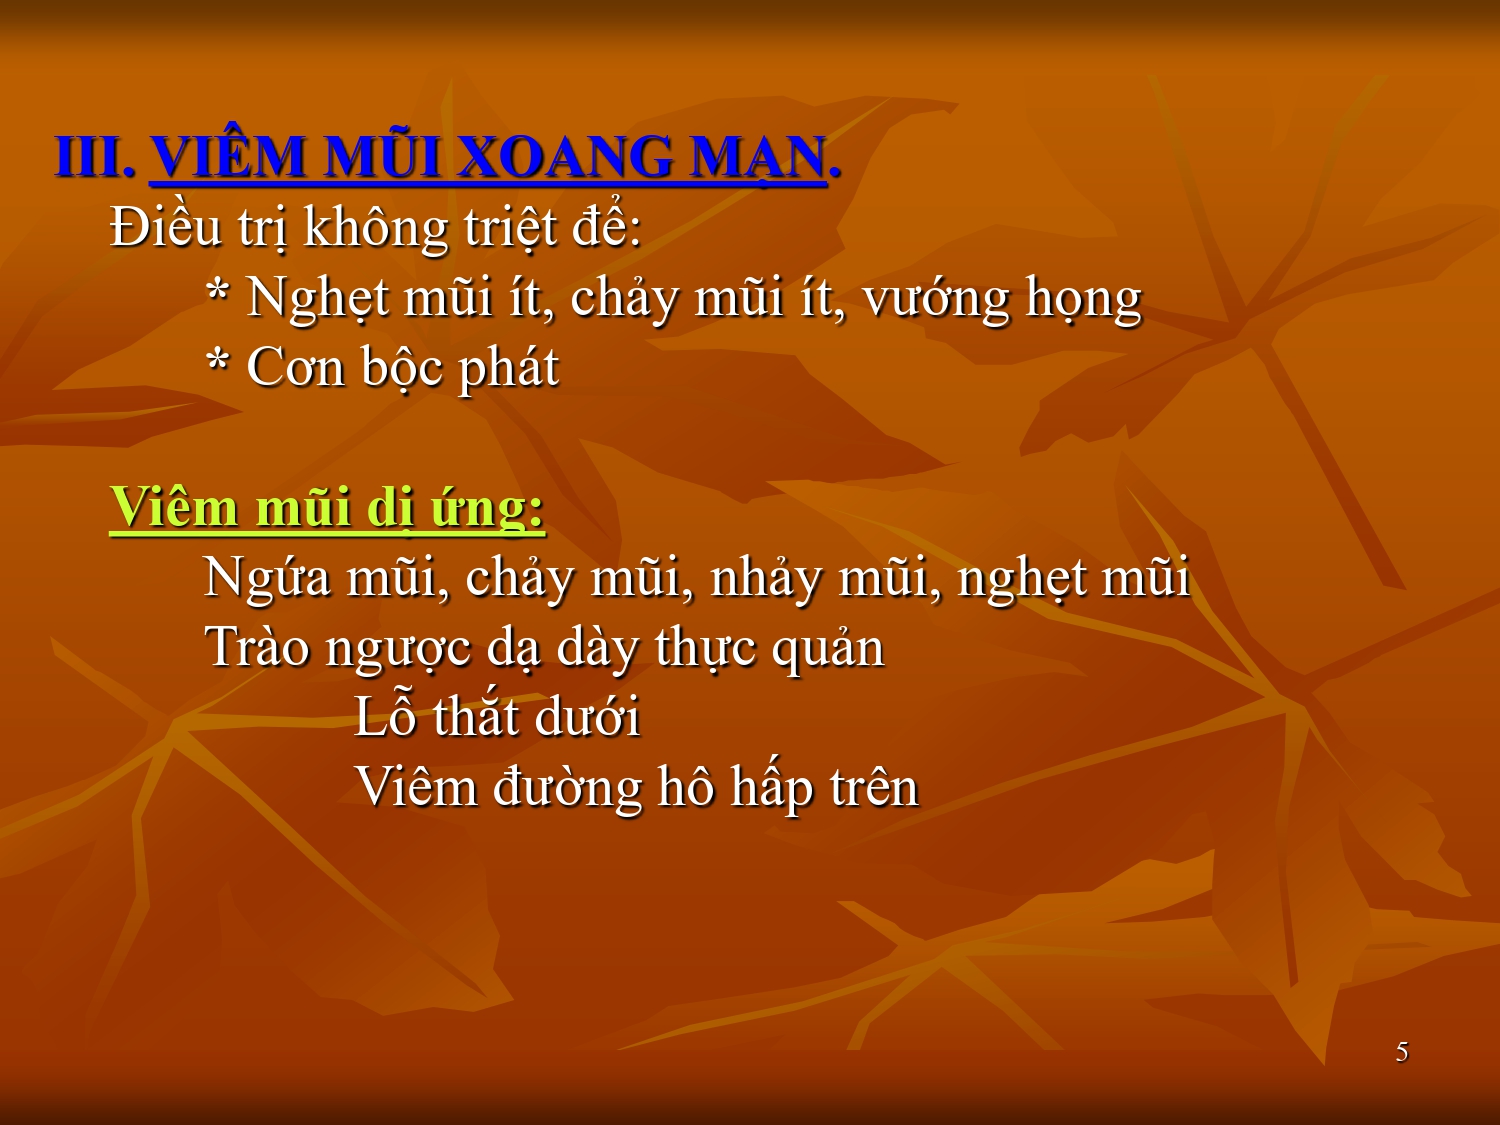 III. VIÊM MŨI XOANG MẠN.
Điều trị không triệt để:
* Nghẹt mũi ít, chảy mũi ít, vướng họng
* Cơn bộc phát
Viêm mũi dị ứng:
Ngứa mũi, chảy mũi, nhảy mũi, nghẹt mũi
Trào ngược dạ dày thực quản
Lỗ thắt dưới
Viêm đường hô hấp trên
5